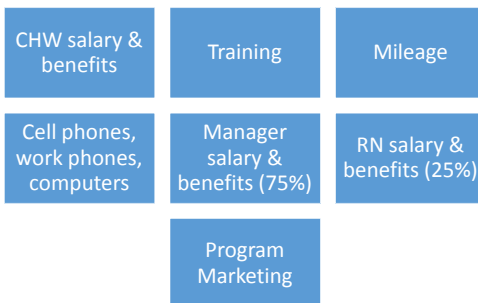 CHW salary &
benefits
Training
Mileage
Cell phones,
work phones,
computers
Manager
salary &
benefits (75%)
RN salary &
benefits (25%)
Program
Marketing